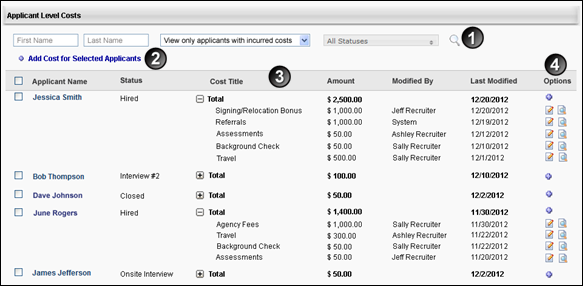 Applicant Level Costs
First Name Last Name View only applicants with incurred costs All Statuses 1
Add Cost for Selected Applicants 2
3 4
Applicant Name Status Cost Title Amount Modified By Last Modified Options
Jessica Smith Hired Total $ 2,500.00 12/20/2012
Signing/Relocation Bonus $ 1,000.00 Jeff Recruiter 12/20/2012
Referrals $ 1,000.00 System 12/19/2012
Assessments $ 50.00 Ashley Recruiter 12/12/2012
Background Check $ 50.00 Sally Recruiter 12/10/2012
Travel $ 500.00 Sally Recruiter 12/1/2012
Bob Thompson Interview #2 Total $ 100.00 12/10/2012
Dave Johnson Closed Total $ 50.00 12/2/2012
June Rogers Hired Total $ 1,400.00 11/30/2012
Agency Fees $ 1,000.00 Sally Recruiter 11/30/2012
Travel $ 300.00 Ashley Recruiter 11/22/2012
Background Check $ 50.00 Sally Recruiter 11/22/2012
Assessments $ 50.00 Jeff Recruiter 11/20/2012
James Jefferson Onsite Interview Total $ 50.00 12/2/2012